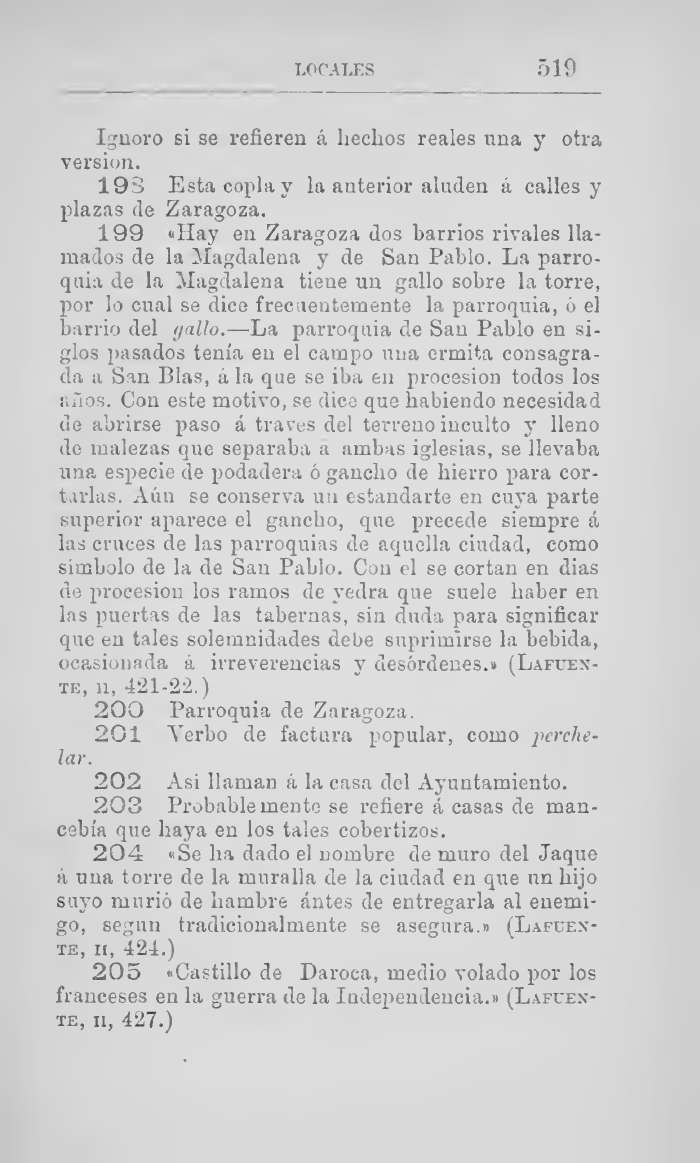 LOCALES 519
Ignoro si se refieren á hechos reales una y otra
version.
198 Esta copla y la anterior aluden á calles y
plazas de Zaragoza.
199 «Hay en Zaragoza dos barrios rivales lla-
mados de la Magdalena y de San Pablo. La parro-
quia de la Magdalena tiene un gallo sobre la torre,
por lo cual se dice frecuentemente la parroquia, ó el
barrio del gallo.—La parroquia de San Pablo en si-
glos pasados tenía en el campo una ermita consagra-
da a San Blas, á la que se iba en procesion todos los
años. Con este motivo, se dice que habiendo necesidad
de abrirse paso á traves del terreno inculto y lleno
de malezas que separaba a ambas iglesias, se llevaba
una especie de podadera ó gancho de hierro para cor-
tarlas. Aún se conserva un estandarte en cuya parte
superior aparece el gancho, que precede siempre á
las cruces de las parroquias de aquella ciudad, como
simbolo de la de San Pablo. Con el se cortan en dias
de procesion los ramos de yedra que suele haber en
las puertas de las tabernas, sin duda para significar
que en tales solemnidades debe suprimirse la bebida,
ocasionada á irreverencias y desórdenes.» (LAFUEN-
TE, II, 421-22.)
200 Parroquia de Zaragoza.
201 Verbo de factura popular, como perche-
lar.
202 Asi llaman á la casa del Ayuntamiento.
203 Probablemente se refiere á casas de man-
cebía que haya en los tales cobertizos.
204 «Se ha dado el nombre de muro del Jaque
á una torre de la muralla de la ciudad en que un hijo
suyo murió de hambre ántes de entregarla al enemi-
go, segun tradicionalmente se asegura.» (LAFUEN-
TE, II, 424.)
205 «Castillo de Daroca, medio volado por los
franceses en la guerra de la Independencia.» (LAFUEN-
TE, II, 427.)